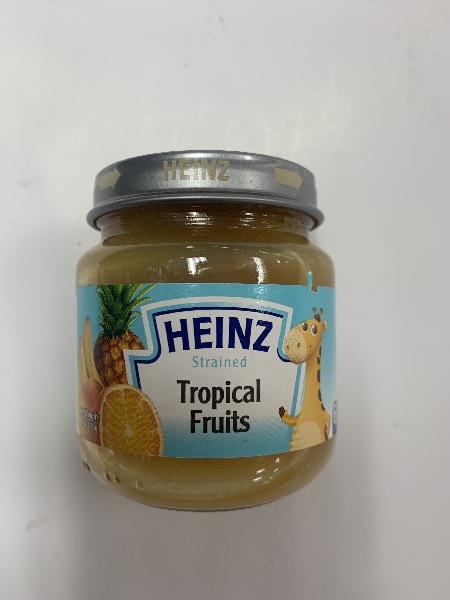 HEINZ
HEINZ
Strained
Tropical
Fruits